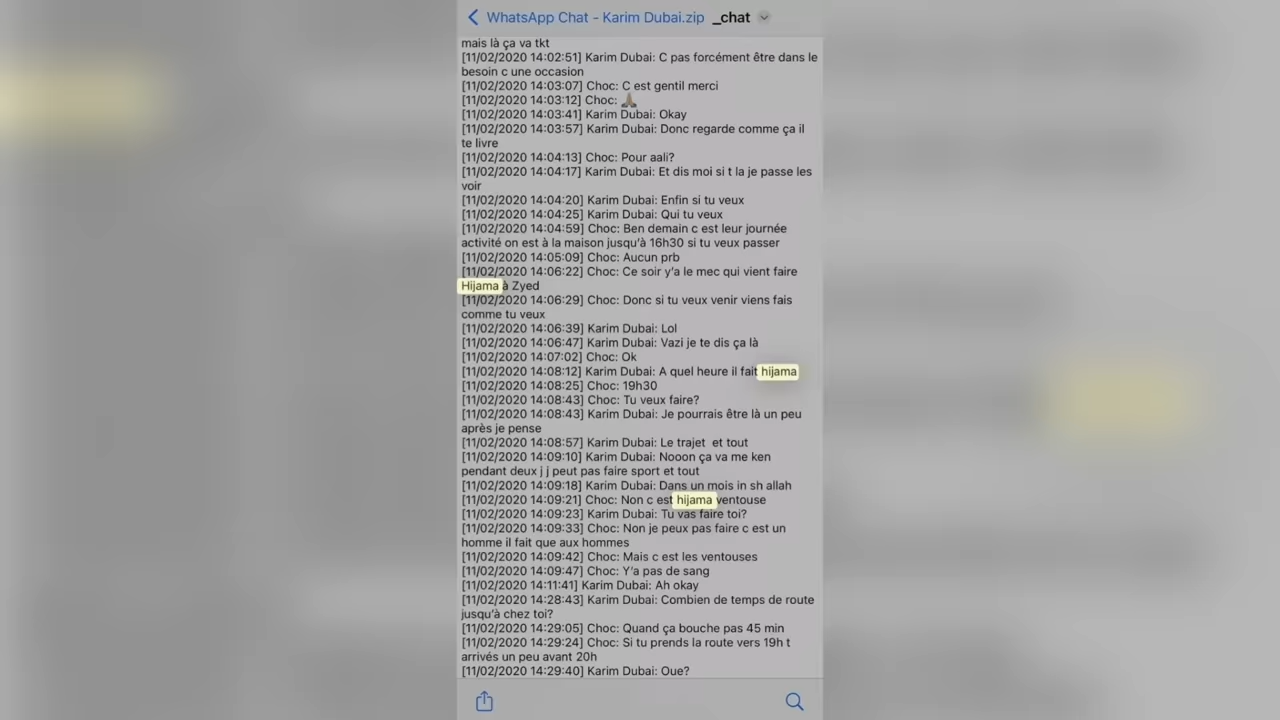 WhatsApp Chat - Karim Dubai.zip _chat
mais là ça va tkt
[11/02/2020 14:02:51] Karim Dubai: C pas forcément être dans le
besoin c une occasion
[11/02/2020 14:03:07] Choc: C est gentil merci
[11/02/2020 14:03:12] Choc: 🙏🏽
[11/02/2020 14:03:41] Karim Dubai: Okay
[11/02/2020 14:03:57] Karim Dubai: Donc regarde comme ça il
te livre
[11/02/2020 14:04:13] Choc: Pour aali?
[11/02/2020 14:04:17] Karim Dubai: Et dis moi si t la je passe les
voir
[11/02/2020 14:04:20] Karim Dubai: Enfin si tu veux
[11/02/2020 14:04:25] Karim Dubai: Qui tu veux
[11/02/2020 14:04:59] Choc: Ben demain c est leur journée
activité on est à la maison jusqu'à 16h30 si tu veux passer
[11/02/2020 14:05:09] Choc: Aucun prb
[11/02/2020 14:06:22] Choc: Ce soir y'a le mec qui vient faire
Hijama à Zyed
[11/02/2020 14:06:29] Choc: Donc si tu veux venir viens fais
comme tu veux
[11/02/2020 14:06:39] Karim Dubai: Lol
[11/02/2020 14:06:47] Karim Dubai: Vazi je te dis ça là
[11/02/2020 14:07:02] Choc: Ok
[11/02/2020 14:08:12] Karim Dubai: A quel heure il fait hijama
[11/02/2020 14:08:25] Choc: 19h30
[11/02/2020 14:08:43] Choc: Tu veux faire?
[11/02/2020 14:08:43] Karim Dubai: Je pourrais être là un peu
après je pense
[11/02/2020 14:08:57] Karim Dubai: Le trajet  et tout
[11/02/2020 14:09:10] Karim Dubai: Nooon ça va me ken
pendant deux j j peut pas faire sport et tout
[11/02/2020 14:09:18] Karim Dubai: Dans un mois in sh allah
[11/02/2020 14:09:21] Choc: Non c est hijama ventouse
[11/02/2020 14:09:23] Karim Dubai: Tu vas faire toi?
[11/02/2020 14:09:33] Choc: Non je peux pas faire c est un
homme il fait que aux hommes
[11/02/2020 14:09:42] Choc: Mais c est les ventouses
[11/02/2020 14:09:47] Choc: Y'a pas de sang
[11/02/2020 14:11:41] Karim Dubai: Ah okay
[11/02/2020 14:28:43] Karim Dubai: Combien de temps de route
jusqu'à chez toi?
[11/02/2020 14:29:05] Choc: Quand ça bouche pas 45 min
[11/02/2020 14:29:24] Choc: Si tu prends la route vers 19h t
arrivés un peu avant 20h
[11/02/2020 14:29:40] Karim Dubai: Oue?